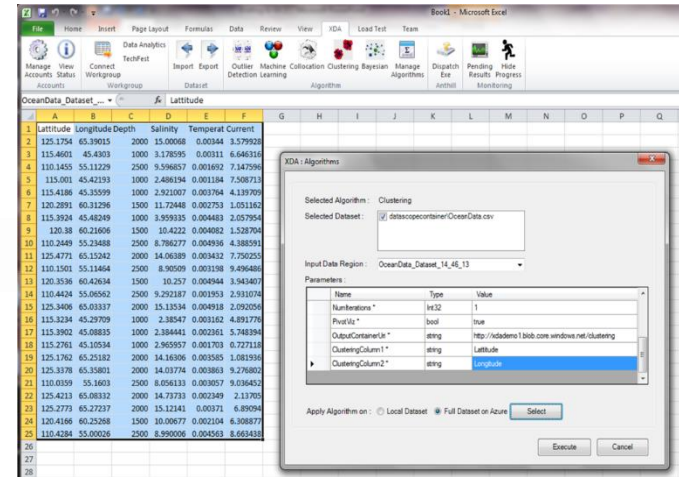 Book1 - Microsoft Excel
File Home Insert Page Layout Formulas Data Review View XDA Load Test Team
Manage Accounts View Status Connect Workgroup Data Analytics TechFest Import Export Outlier Detection Machine Learning Collocation Clustering Bayesian Manage Algorithms Dispatch Exe Pending Results Hide Progress
Accounts Workgroup Dataset Algorithm Anthill Monitoring
OceanData_Dataset_... fx Lattitude
A B C D E F G H I J K L M N O P Q
1 Lattitude Longitude Depth Salinity Temperat Current
2 125.1754 65.39015 2000 15.00068 0.00344 3.579928
3 115.4601 45.4303 1000 3.178595 0.00311 6.646316
4 110.1455 55.11229 2500 9.596857 0.001692 7.147596
5 115.001 45.42193 1000 2.486194 0.001184 7.508713
6 115.4186 45.35599 1000 2.921007 0.003764 4.139709
7 120.2891 60.31296 1500 11.72448 0.002753 1.051162
8 115.3924 45.48249 1000 3.959335 0.004483 2.057954
9 120.38 60.21606 1500 10.4222 0.004082 1.528704
10 110.2449 55.23488 2500 8.786277 0.004936 4.388591
11 125.4771 65.15242 2000 14.06389 0.003432 7.750255
12 110.1501 55.11464 2500 8.90509 0.003198 9.496486
13 120.3536 60.42634 1500 10.257 0.004944 3.943407
14 110.4424 55.06562 2500 9.292187 0.001953 2.931074
15 125.3406 65.03337 2000 15.13534 0.004918 2.092056
16 115.3234 45.29709 1000 2.38547 0.003162 4.891776
17 115.3902 45.08835 1000 2.384441 0.002361 5.748394
18 115.2761 45.10534 1000 2.965957 0.001703 0.727118
19 125.1762 65.25182 2000 14.16306 0.003585 1.081936
20 125.3378 65.35801 2000 14.03774 0.003863 9.276802
21 110.0359 55.1603 2500 8.056133 0.003057 9.036452
22 125.4213 65.08332 2000 14.73733 0.002349 2.13705
23 125.2773 65.27237 2000 15.12141 0.00371 6.89094
24 120.4166 60.25268 1500 10.00677 0.002104 6.308877
25 110.4284 55.00026 2500 8.990006 0.004563 8.663438
26
27
28
XDA : Algorithms
Selected Algorithm : Clustering
Selected Dataset : datascopecontainer\OceanData.csv
Input Data Region : OceanData_Dataset_14_46_13
Parameters :
Name Type Value
NumIterations * Int32 1
PivotViz * bool true
OutputContainerUri * string http://xdademo1.blob.core.windows.net/clustering
ClusteringColumn1 * string Lattitude
ClusteringColumn2 * string Longitude
Apply Algorithm on : Local Dataset Full Dataset on Azure Select
Execute Cancel